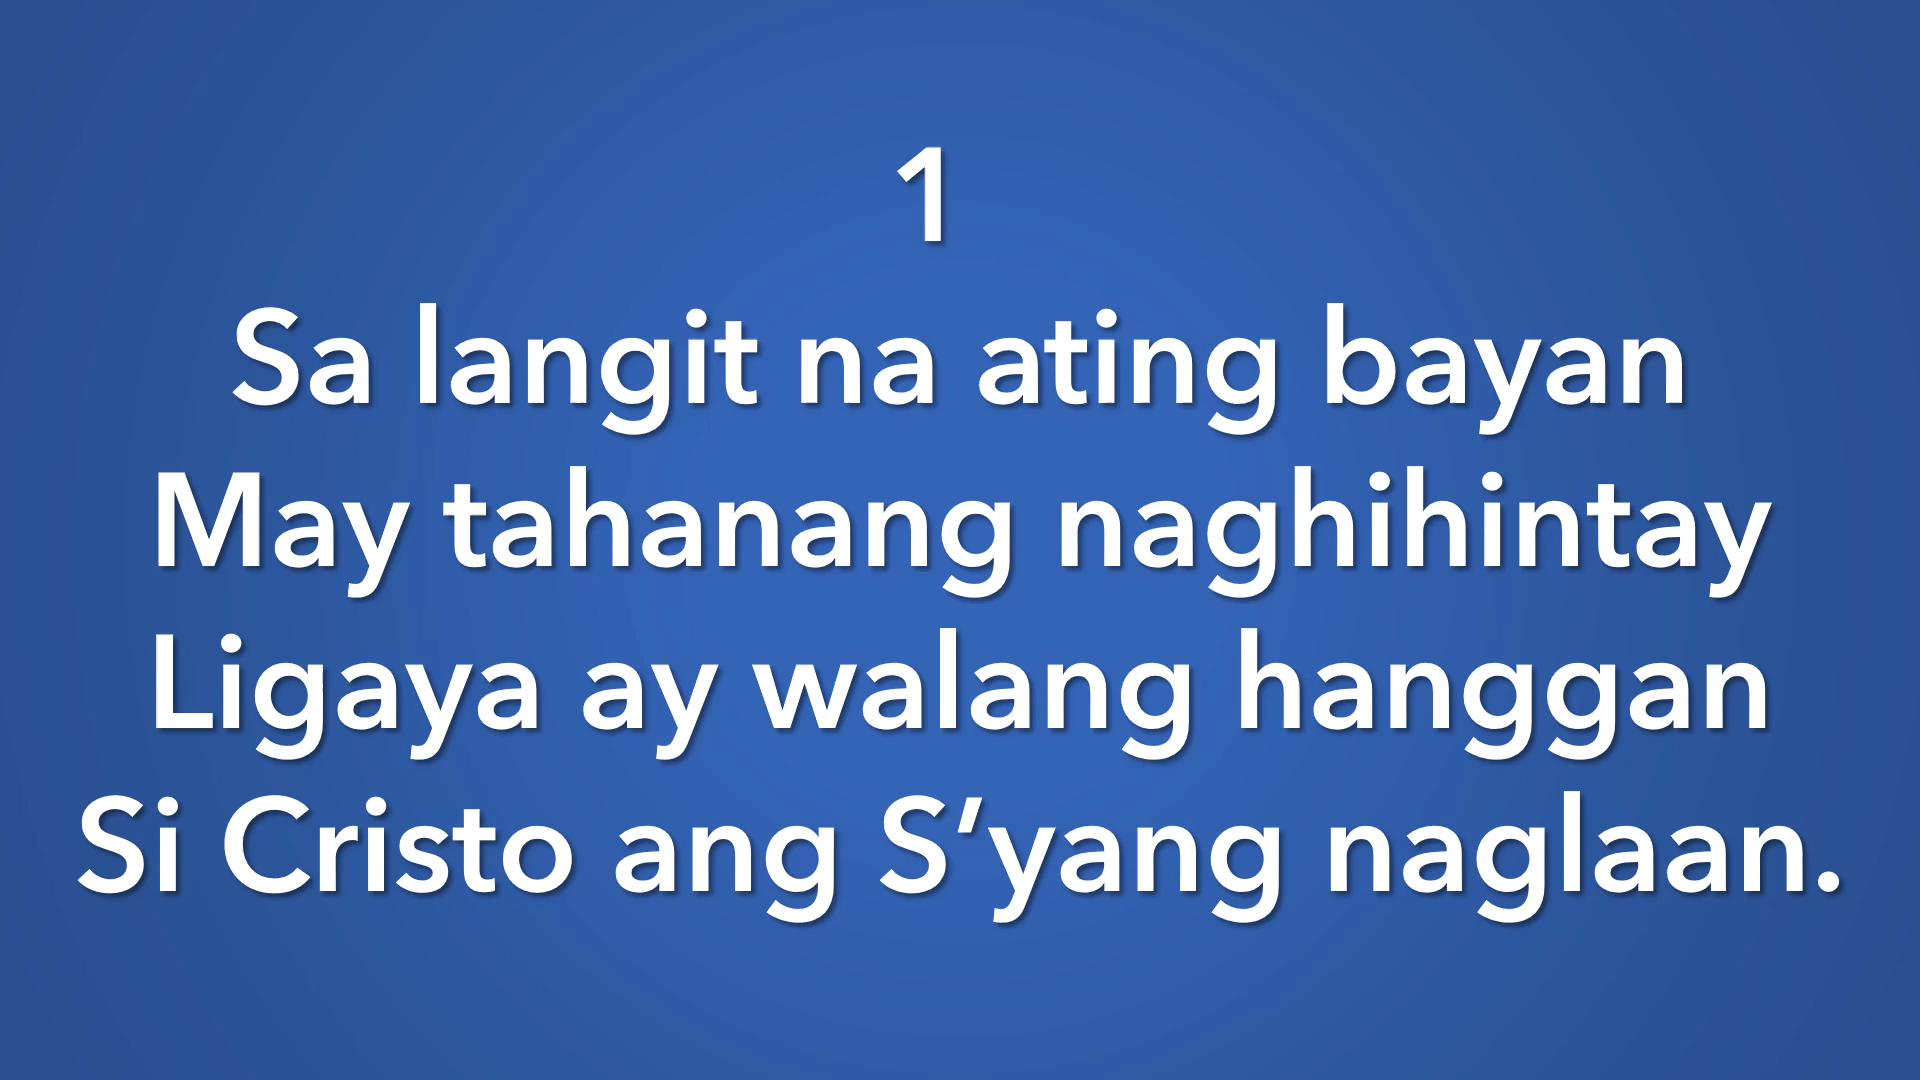 1
Sa langit na ating bayan
May tahanang naghihintay
Ligaya ay walang hanggan
Si Cristo ang S’yang naglaan.